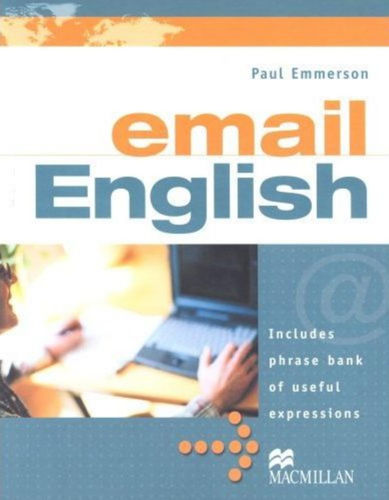 Paul Emmerson
email
English
@
Includes
phrase bank
of useful
expressions
MACMILLAN